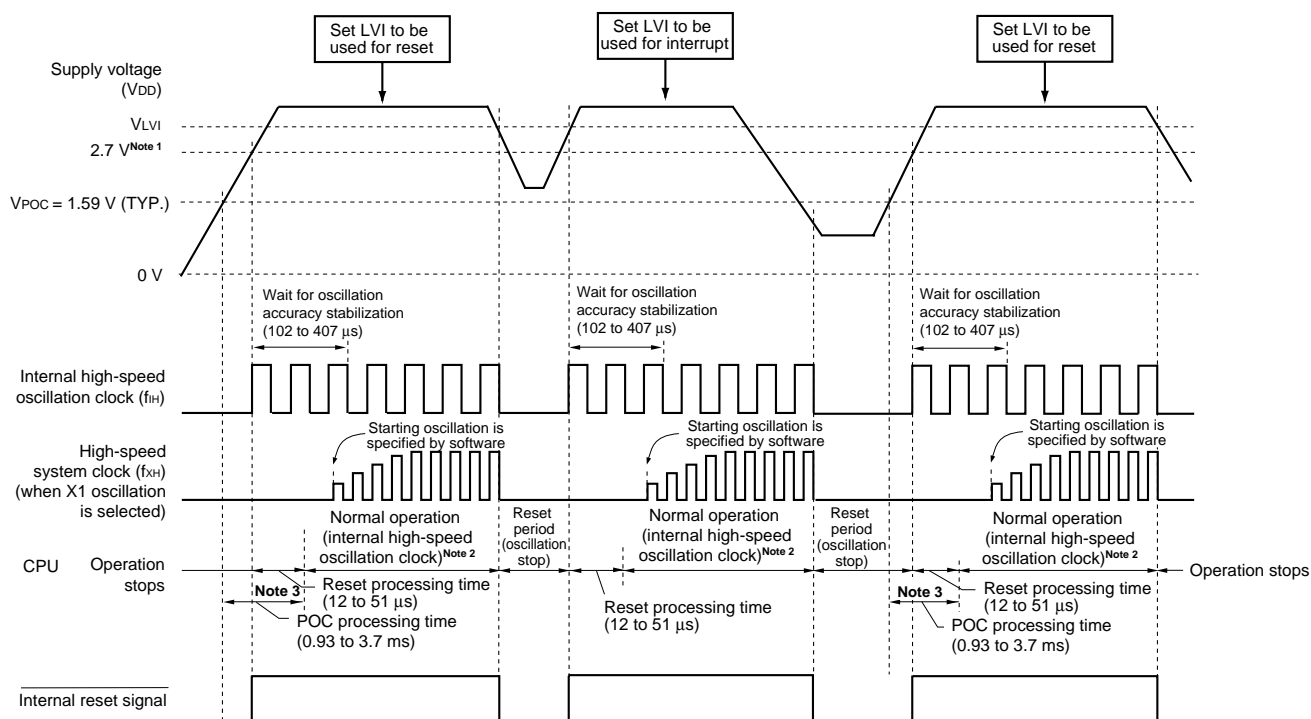 Set LVI to be
used for reset
Set LVI to be
used for interrupt
Set LVI to be
used for reset
Supply voltage
(VDD)
VLVI
2.7 V Note 1
VPOC = 1.59 V (TYP.)
0 V
Wait for oscillation
accuracy stabilization
(102 to 407 μs)
Wait for oscillation
accuracy stabilization
(102 to 407 μs)
Wait for oscillation
accuracy stabilization
(102 to 407 μs)
Internal high-speed
oscillation clock (fIH)
Starting oscillation is
specified by software
Starting oscillation is
specified by software
Starting oscillation is
specified by software
High-speed
system clock (fXH)
(when X1 oscillation
is selected)
Normal operation
(internal high-speed
oscillation clock) Note 2
Reset
period
(oscillation
stop)
Normal operation
(internal high-speed
oscillation clock) Note 2
Reset
period
(oscillation
stop)
Normal operation
(internal high-speed
oscillation clock) Note 2
CPU
Operation
stops
Operation stops
Note 3
Reset processing time
(12 to 51 μs)
POC processing time
(0.93 to 3.7 ms)
Reset processing time
(12 to 51 μs)
Note 3
Reset processing time
(12 to 51 μs)
POC processing time
(0.93 to 3.7 ms)
Internal reset signal